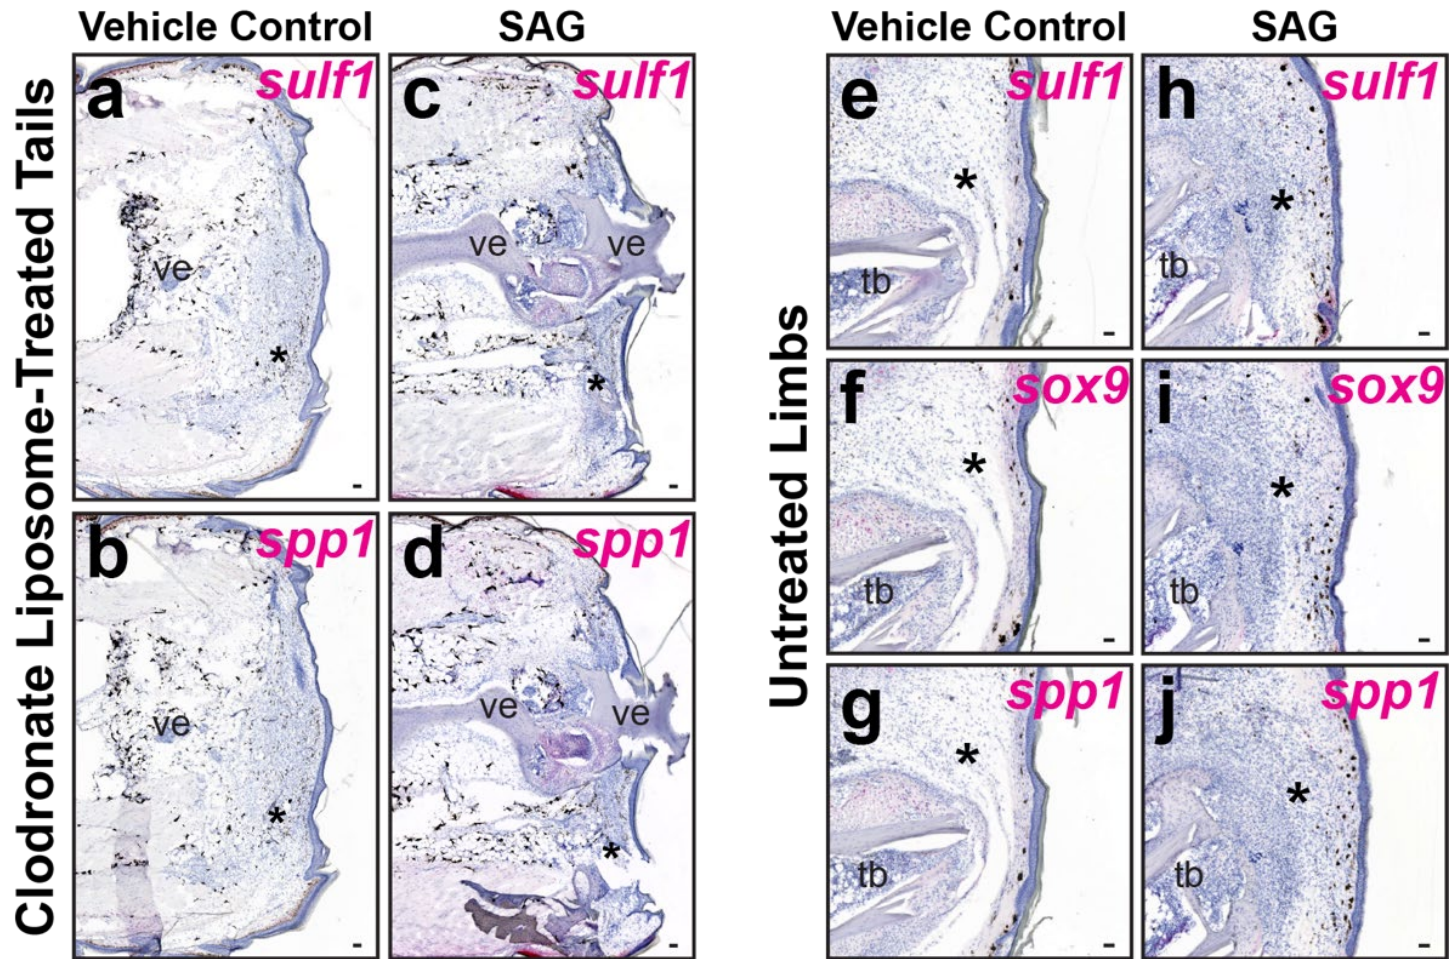 Vehicle Control
SAG
Vehicle Control
SAG
Clodronate Liposome-Treated Tails
a
sulf1
ve
*
c
sulf1
ve
ve
*
b
spp1
ve
*
d
spp1
ve
ve
*
Untreated Limbs
e
sulf1
*
tb
h
sulf1
*
tb
f
sox9
*
tb
i
sox9
*
tb
g
spp1
*
tb
j
spp1
*
tb